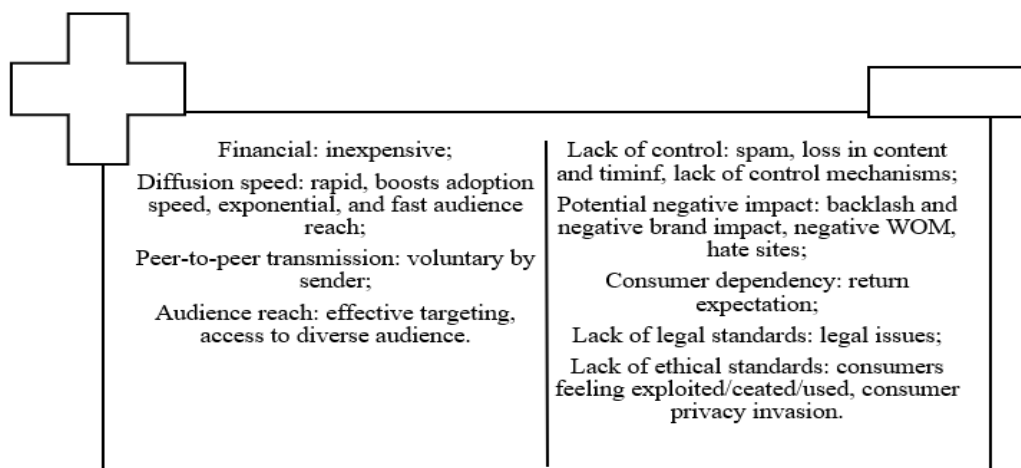 Financial: inexpensive;
Diffusion speed: rapid, boosts adoption
speed, exponential, and fast audience
reach;
Peer-to-peer transmission: voluntary by
sender;
Audience reach: effective targeting,
access to diverse audience.
Lack of control: spam, loss in content
and timinf, lack of control mechanisms;
Potential negative impact: backlash and
negative brand impact, negative WOM,
hate sites;
Consumer dependency: return
expectation;
Lack of legal standards: legal issues;
Lack of ethical standards: consumers
feeling exploited/ceated/used, consumer
privacy invasion.